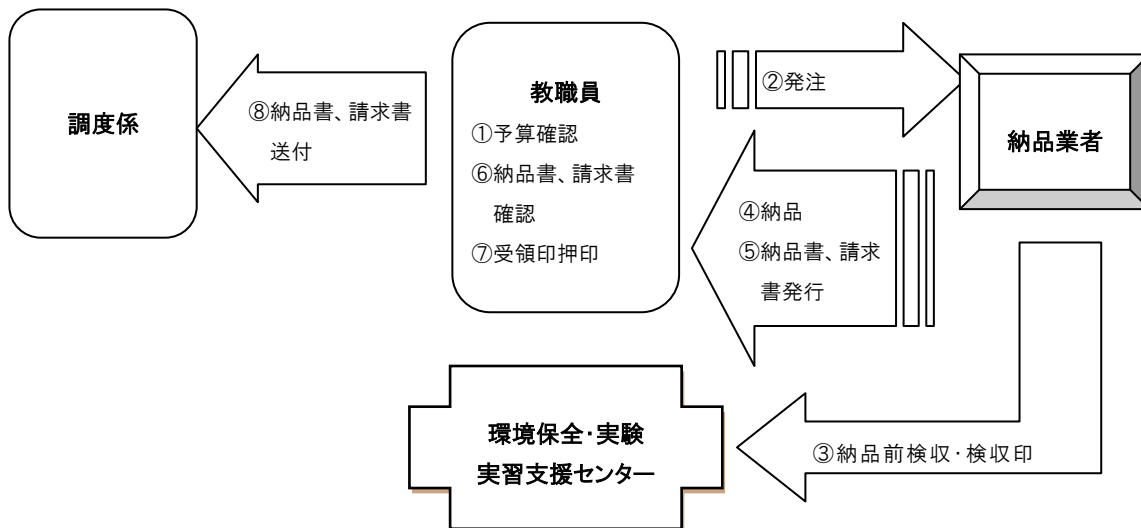 調度係
⑧納品書、請求書
送付
教職員
①予算確認
⑥納品書、請求書
確認
⑦受領印押印
②発注
納品業者
④納品
⑤納品書、請求
書発行
環境保全・実験
実習支援センター
③納品前検収・検収印